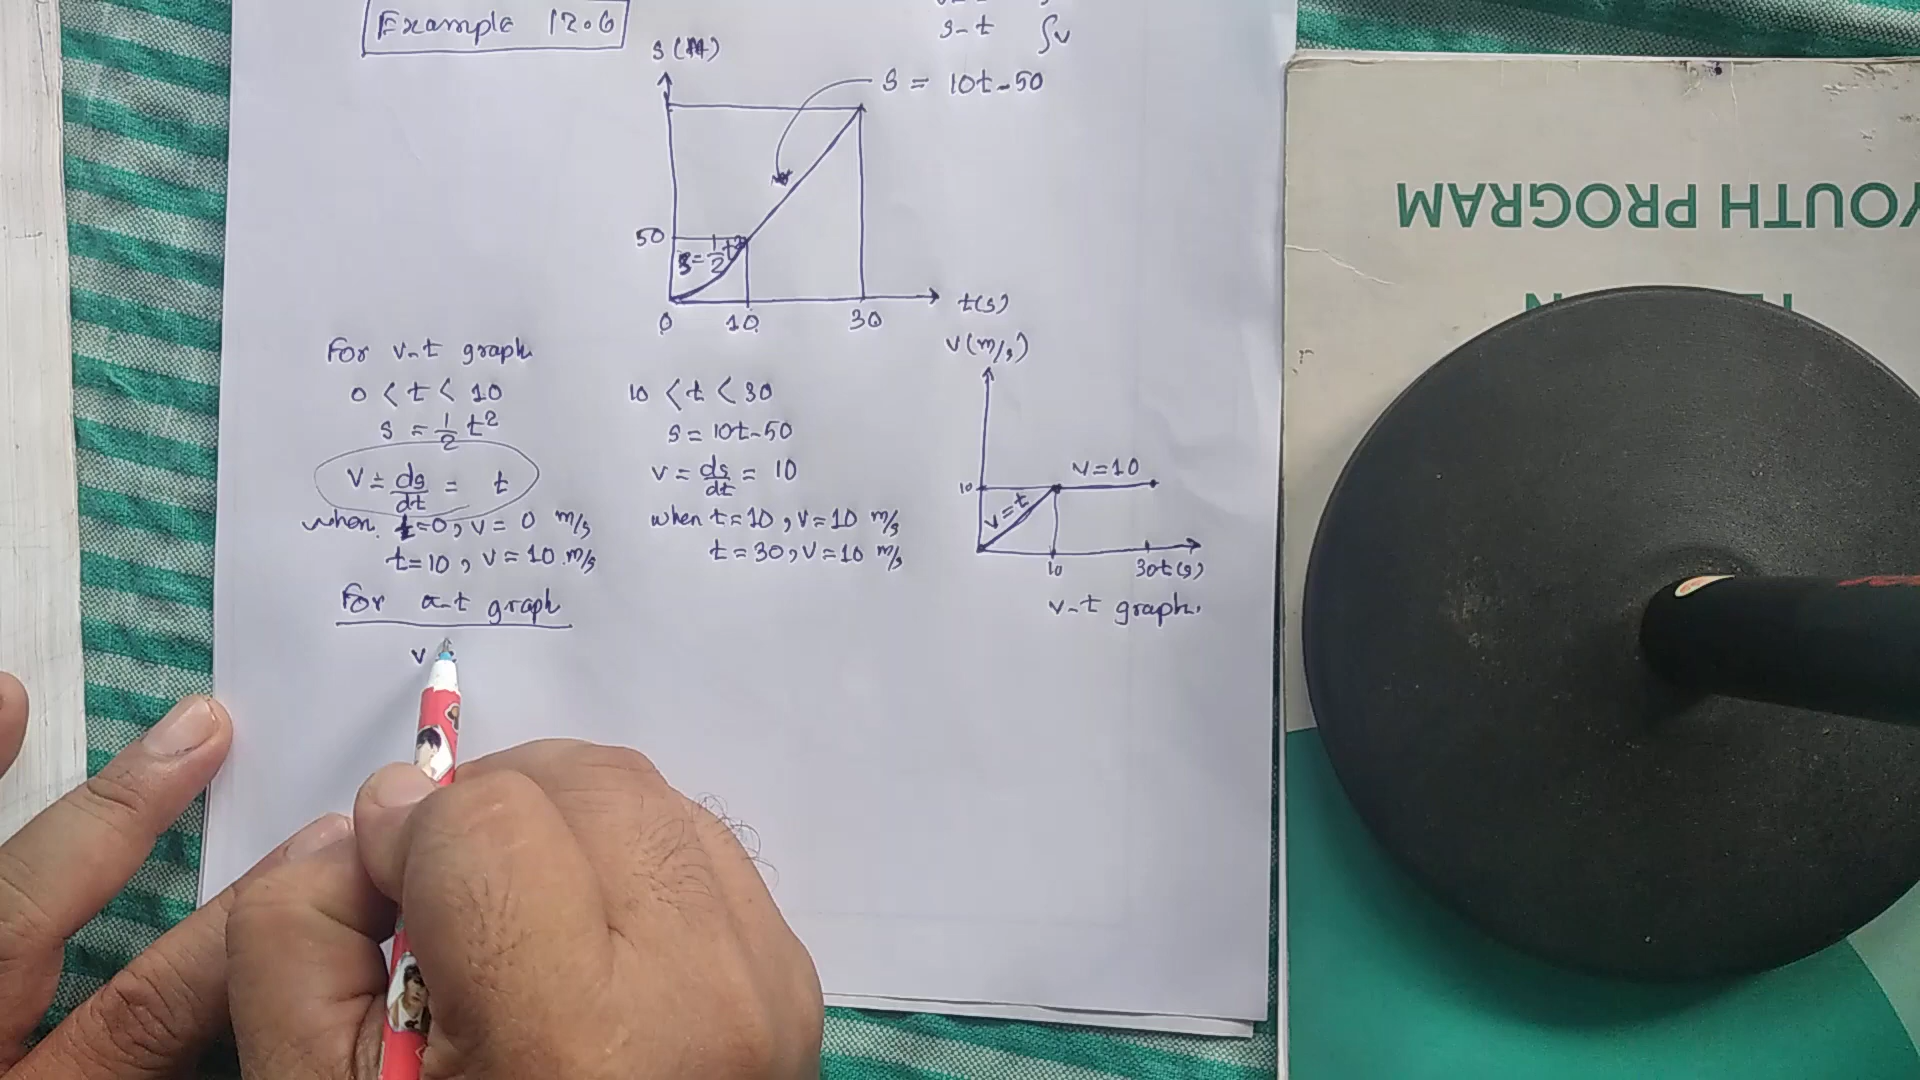 Example 12.6
s-t ∫v
s (m)
s = 10t-50
50
s=1/2 t²
0 10 30
t(s)
For v-t graph
0 < t < 10
s = 1/2 t²
v = ds/dt = t
when t=0, v= 0 m/s
t=10, v= 10 m/s
10 < t < 30
s= 10t-50
v = ds/dt = 10
when t=10, v=10 m/s
t=30, v=10 m/s
v(m/s)
10
v=10
v=t
10 30 t(s)
v-t graph.
For a-t graph
v
YOUTH PROGRAM